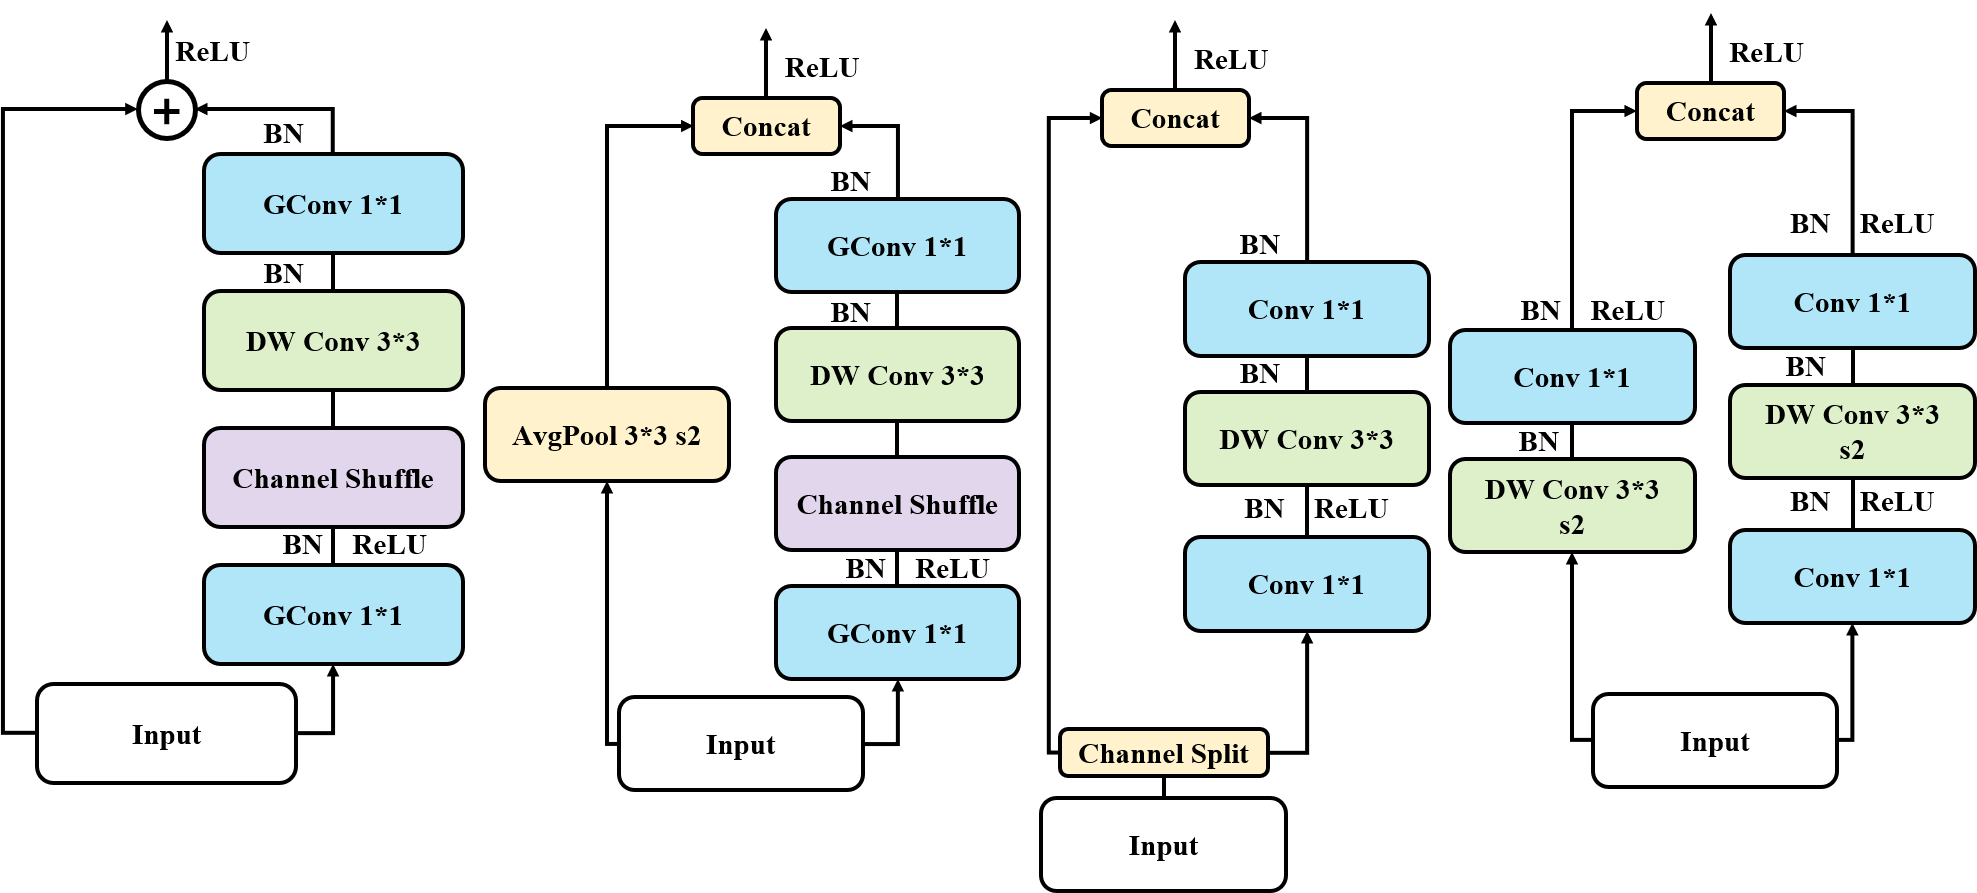 ReLU
BN
GConv 1*1
BN
DW Conv 3*3
Channel Shuffle
BN ReLU
GConv 1*1
Input
ReLU
Concat
BN
GConv 1*1
BN
DW Conv 3*3
AvgPool 3*3 s2
Channel Shuffle
BN ReLU
GConv 1*1
Input
ReLU
Concat
BN
Conv 1*1
BN
DW Conv 3*3
BN ReLU
Conv 1*1
Channel Split
Input
ReLU
Concat
BN ReLU
Conv 1*1
BN
DW Conv 3*3
s2
BN ReLU
Conv 1*1
BN
DW Conv 3*3
s2
BN ReLU
Conv 1*1
Input